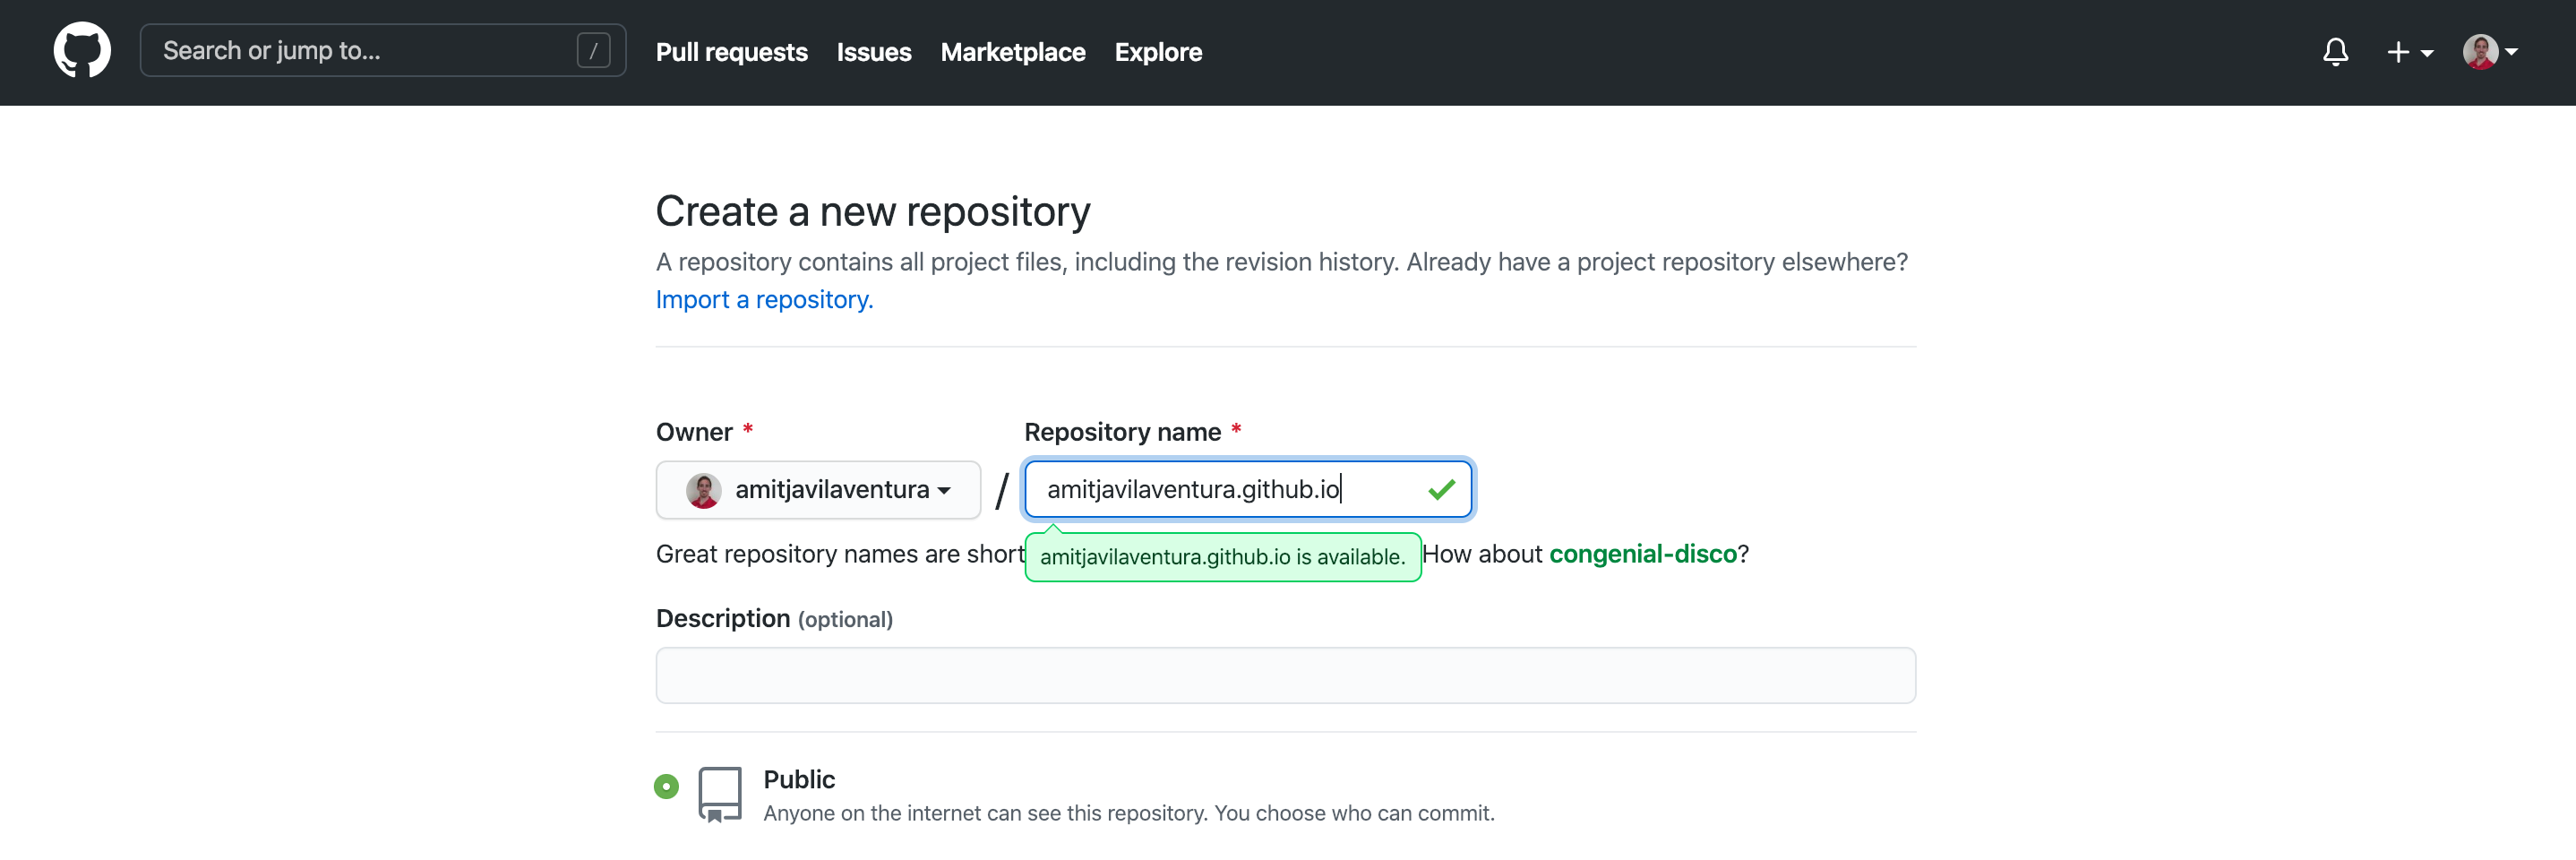 Search or jump to... / Pull requests Issues Marketplace Explore
Create a new repository
A repository contains all project files, including the revision history. Already have a project repository elsewhere?
Import a repository.
Owner * Repository name *
amitjavilaventura / amitjavilaventura.github.io
Great repository names are short amitjavilaventura.github.io is available. How about congenial-disco?
Description (optional)
Public
Anyone on the internet can see this repository. You choose who can commit.